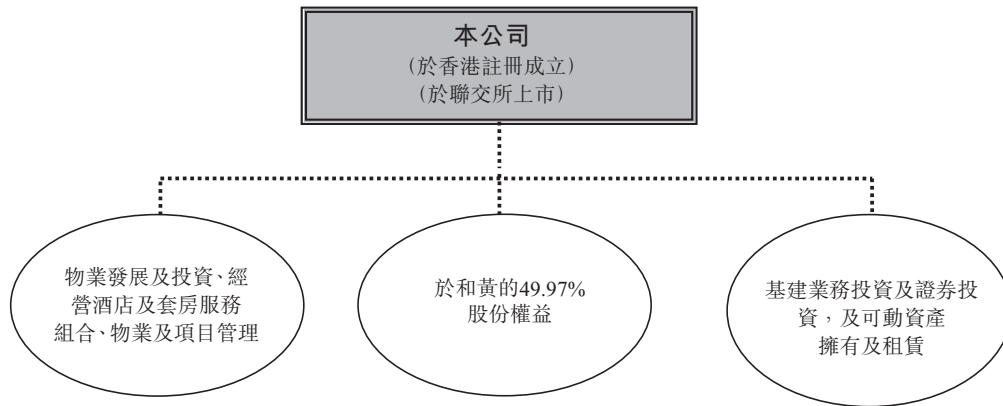 本公司
(於香港註冊成立)
(於聯交所上市)
物業發展及投資、經
營酒店及套房服務
組合、物業及項目管理
於和黃的49.97%
股份權益
基建業務投資及證券投
資，及可動資產
擁有及租賃